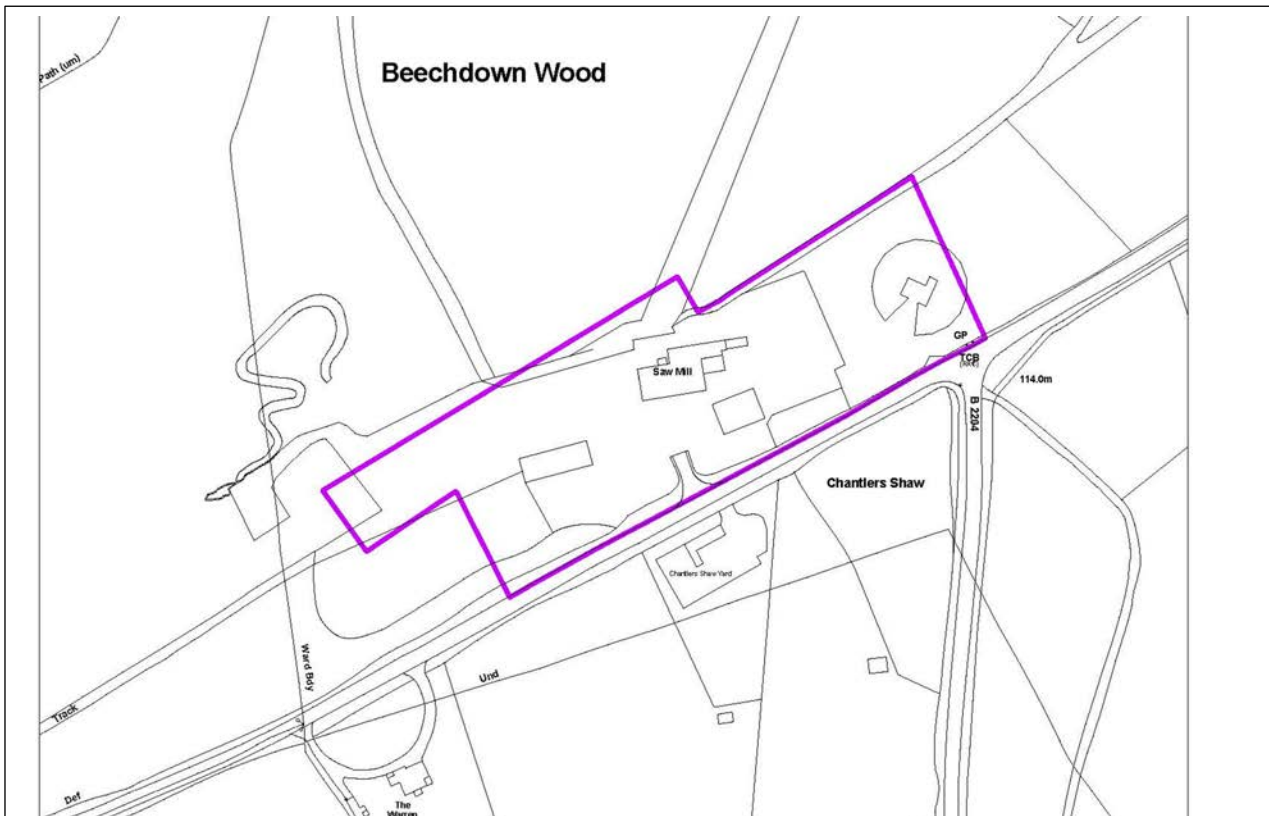 Path (um)
Beechdown Wood
Saw Mill
GP
TCB
114.0m
B 2204
Chantlers Shaw
Chantlers Shaw Yard
Ward Bdy
Und
Track
Def
The
Warren